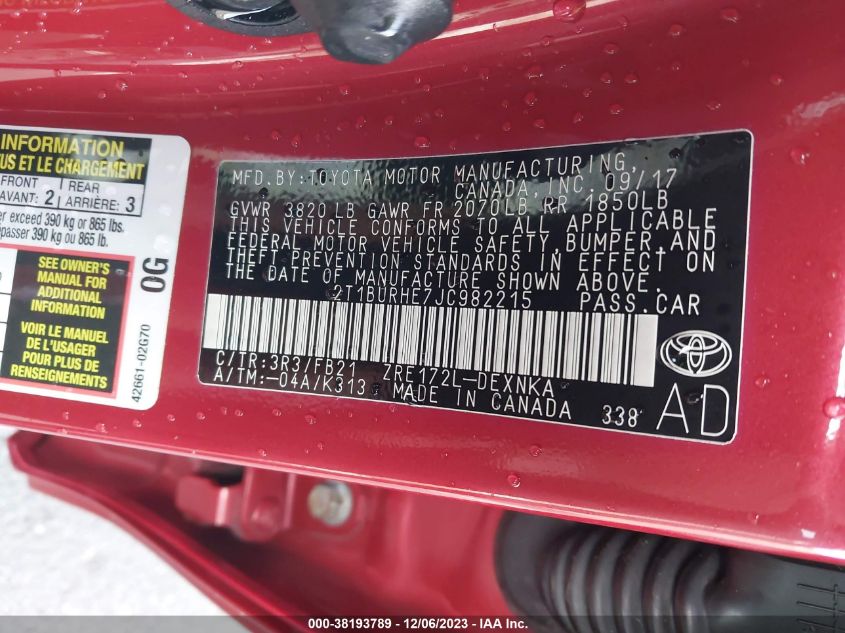 INFORMATION
US ET LE CHARGEMENT
FRONT
AVANT: 2
REAR
ARRIÈRE: 3
er exceed 390 kg or 865 lbs.
epasser 390 kg ou 865 lb.
SEE OWNER'S
MANUAL FOR
ADDITIONAL
INFORMATION
VOIR LE MANUEL
DE L'USAGER
POUR PLUS DE
RENSEIGNEMENTS
0G
42661-02G70
MFD. BY: TOYOTA MOTOR MANUFACTURING,
CANADA, INC. 09/17
GVWR 3820 LB GAWR FR 2070LB RR 1850LB
THIS VEHICLE CONFORMS TO ALL APPLICABLE
FEDERAL MOTOR VEHICLE SAFETY, BUMPER, AND
THEFT PREVENTION STANDARDS IN EFFECT ON
THE DATE OF MANUFACTURE SHOWN ABOVE.
2T1BURHE7JC982215 PASS. CAR
C/TR:3R3/FB21 ZRE172L-DEXNKA
A/TM:-04A/K313 MADE IN CANADA 338
AD
TOYOTA
000-38193789 - 12/06/2023 - Copyright © 2023 IAA, Inc.